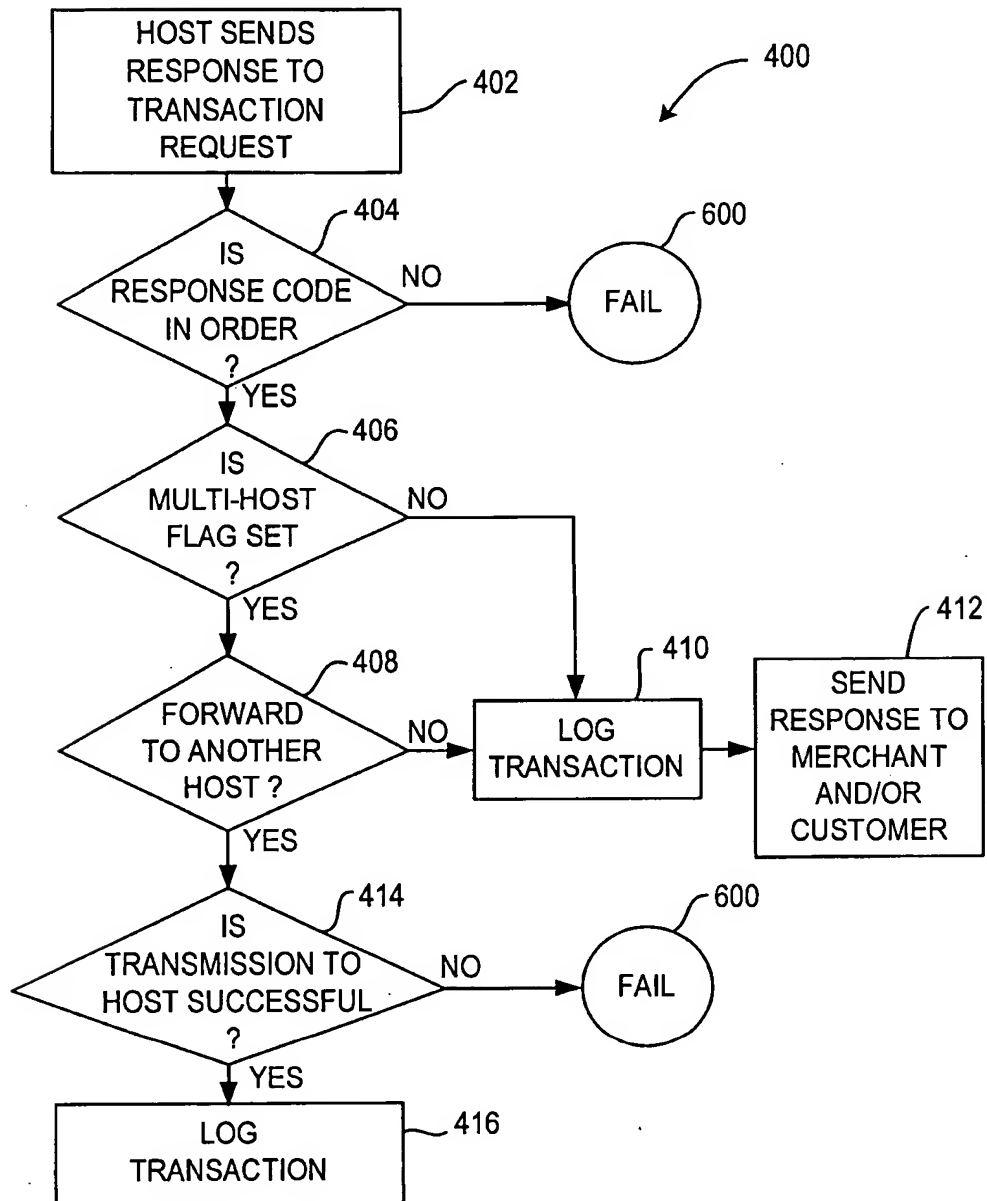 HOST SENDS
RESPONSE TO
TRANSACTION
REQUEST
402
400
404
IS
RESPONSE CODE
IN ORDER
?
NO
600
FAIL
YES
406
IS
MULTI-HOST
FLAG SET
?
NO
YES
408
FORWARD
TO ANOTHER
HOST ?
NO
410
LOG
TRANSACTION
412
SEND
RESPONSE TO
MERCHANT
AND/OR
CUSTOMER
YES
414
IS
TRANSMISSION TO
HOST SUCCESSFUL
?
NO
600
FAIL
YES
LOG
TRANSACTION
416